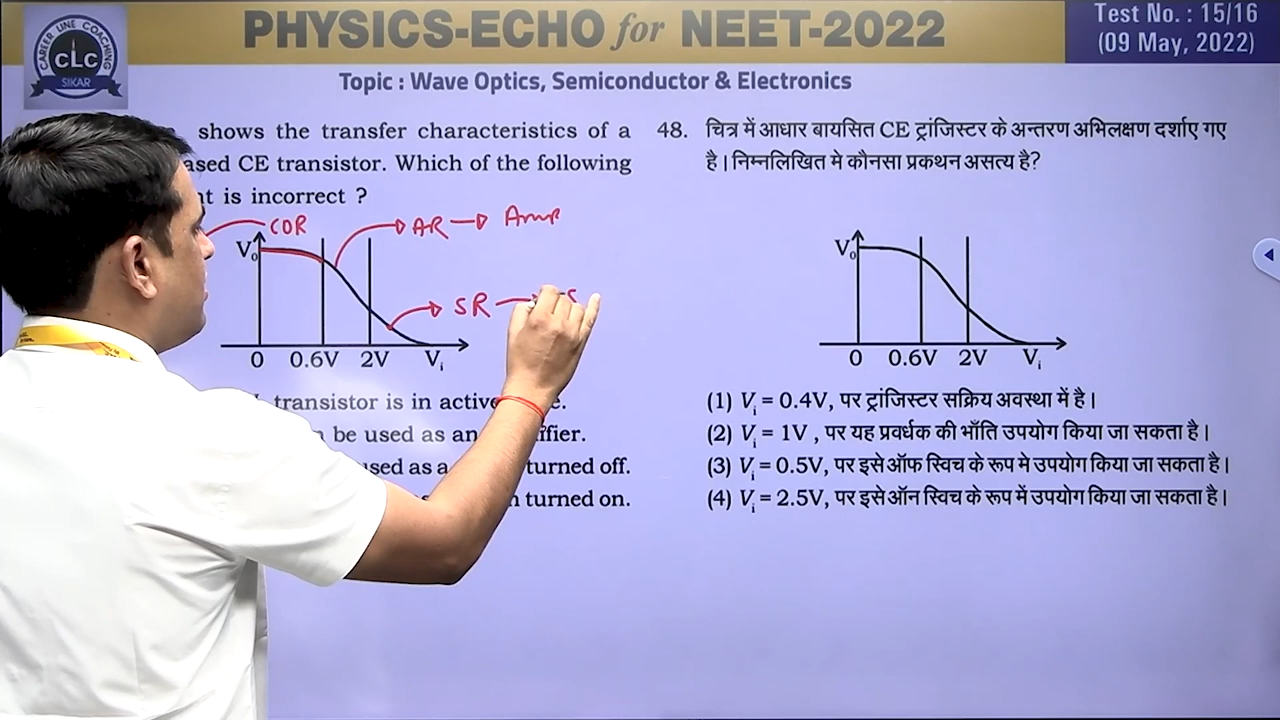 CAREER LINE COACHING
CLC
SIKAR
PHYSICS-ECHO for NEET-2022
Test No. : 15/16
(09 May, 2022)
Topic : Wave Optics, Semiconductor & Electronics
shows the transfer characteristics of a
CE transistor. Which of the following
is incorrect ?
COR
AR → Amp
SR →
V₀
0 0.6V 2V Vᵢ
transistor is in active
be used as an
used as a turned off.
turned on.
48. चित्र में आधार बायसित CE ट्रांजिस्टर के अन्तरण अभिलक्षण दर्शाए गए
है। निम्नलिखित मे कौनसा प्रकथन असत्य है?
V₀
0 0.6V 2V Vᵢ
(1) Vᵢ = 0.4V, पर ट्रांजिस्टर सक्रिय अवस्था में है।
(2) Vᵢ = 1V , पर यह प्रवर्धक की भाँति उपयोग किया जा सकता है।
(3) Vᵢ = 0.5V, पर इसे ऑफ स्विच के रूप मे उपयोग किया जा सकता है।
(4) Vᵢ = 2.5V, पर इसे ऑन स्विच के रूप में उपयोग किया जा सकता है।